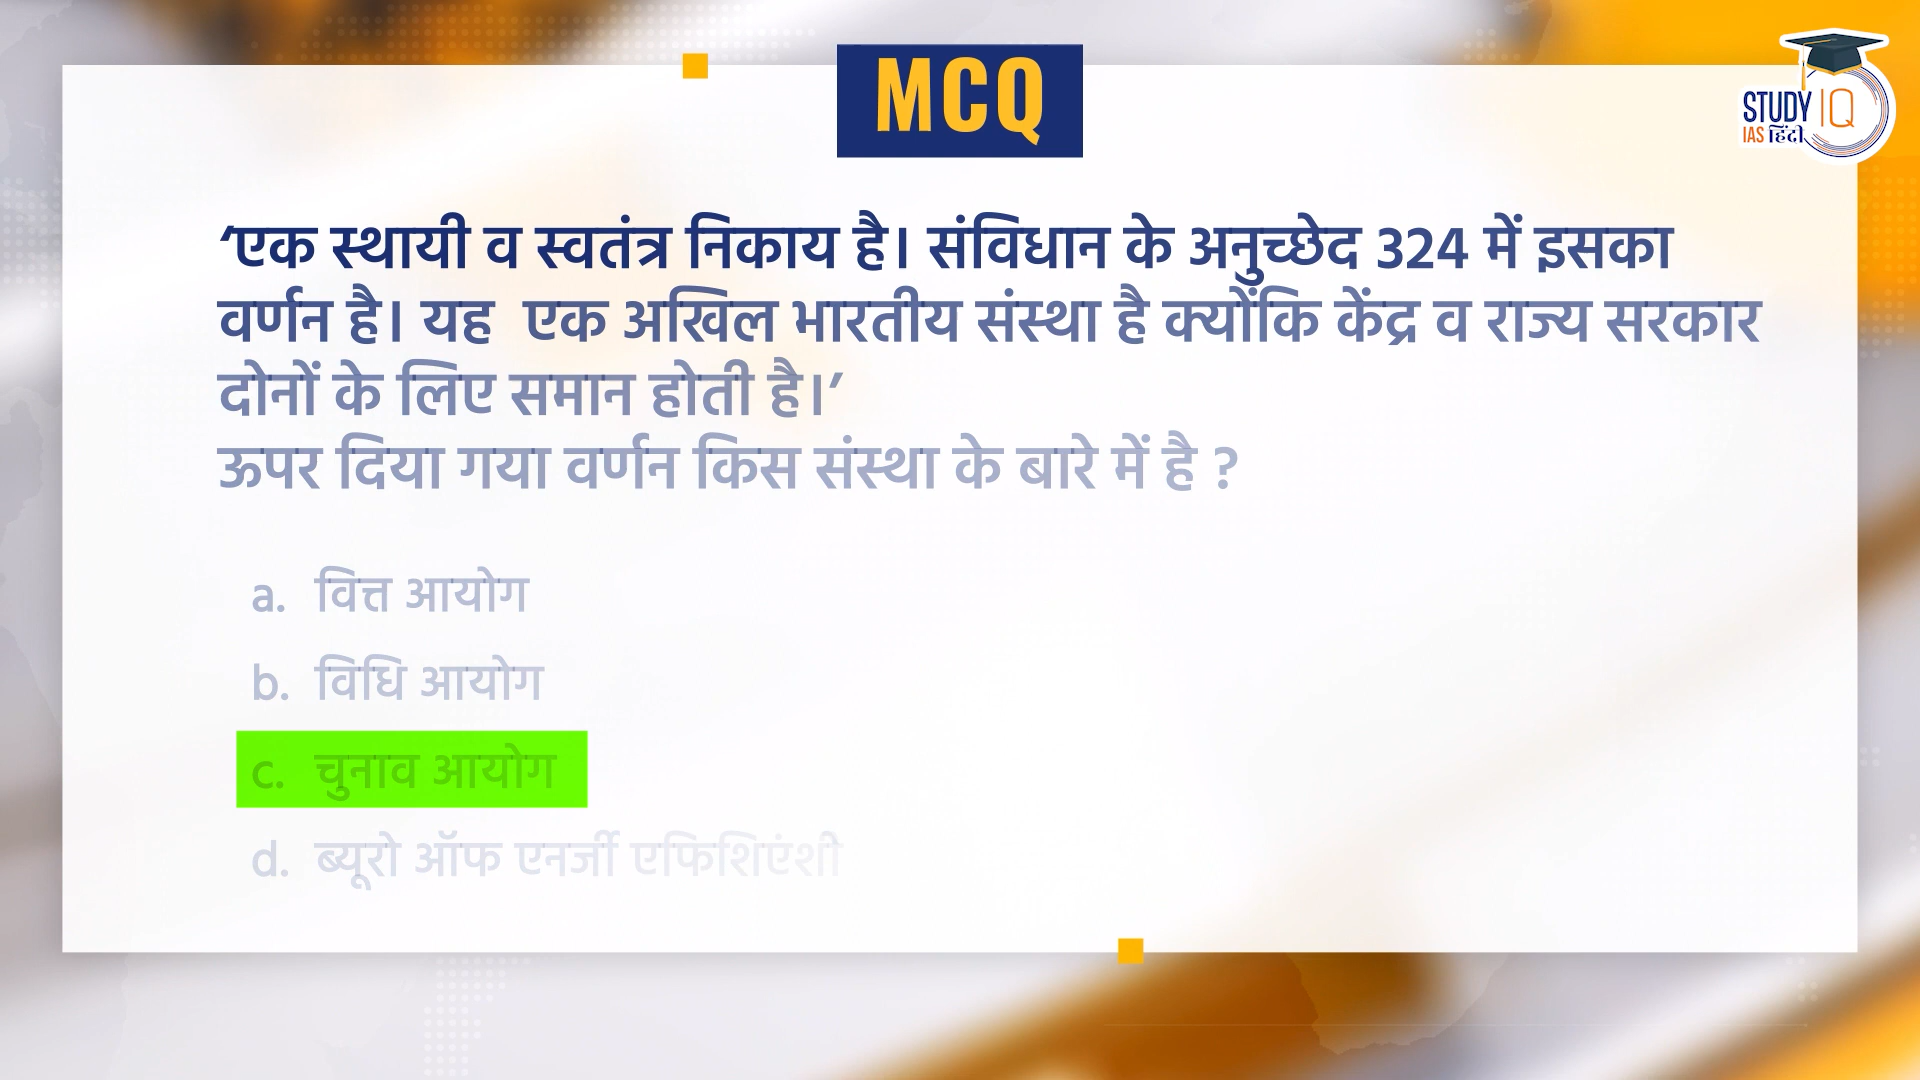 MCQ
STUDY IQ
IAS हिंदी
‘एक स्थायी व स्वतंत्र निकाय है। संविधान के अनुच्छेद 324 में इसका
वर्णन है। यह एक अखिल भारतीय संस्था है क्योंकि केंद्र व राज्य सरकार
दोनों के लिए समान होती है।’
ऊपर दिया गया वर्णन किस संस्था के बारे में है ?
a. वित्त आयोग
b. विधि आयोग
c. चुनाव आयोग
d. ब्यूरो ऑफ एनर्जी एफिशिएंशी